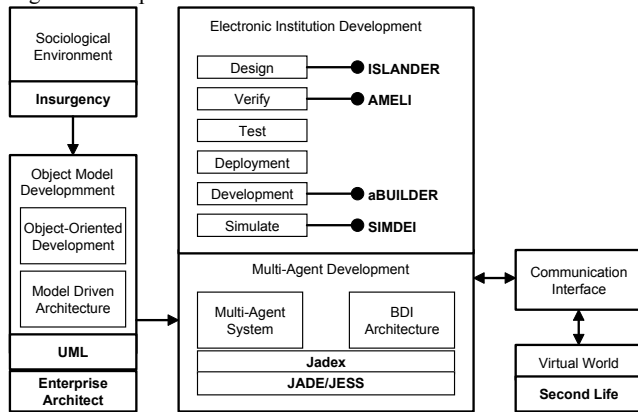 Sociological
Environment
Insurgency
Object Model
Developmment
Object-Oriented
Development
Model Driven
Architecture
UML
Enterprise
Architect
Electronic Institution Development
Design
ISLANDER
Verify
AMELI
Test
Deployment
Development
aBUILDER
Simulate
SIMDEI
Multi-Agent Development
Multi-Agent
System
BDI
Architecture
Jadex
JADE/JESS
Communication
Interface
Virtual World
Second Life